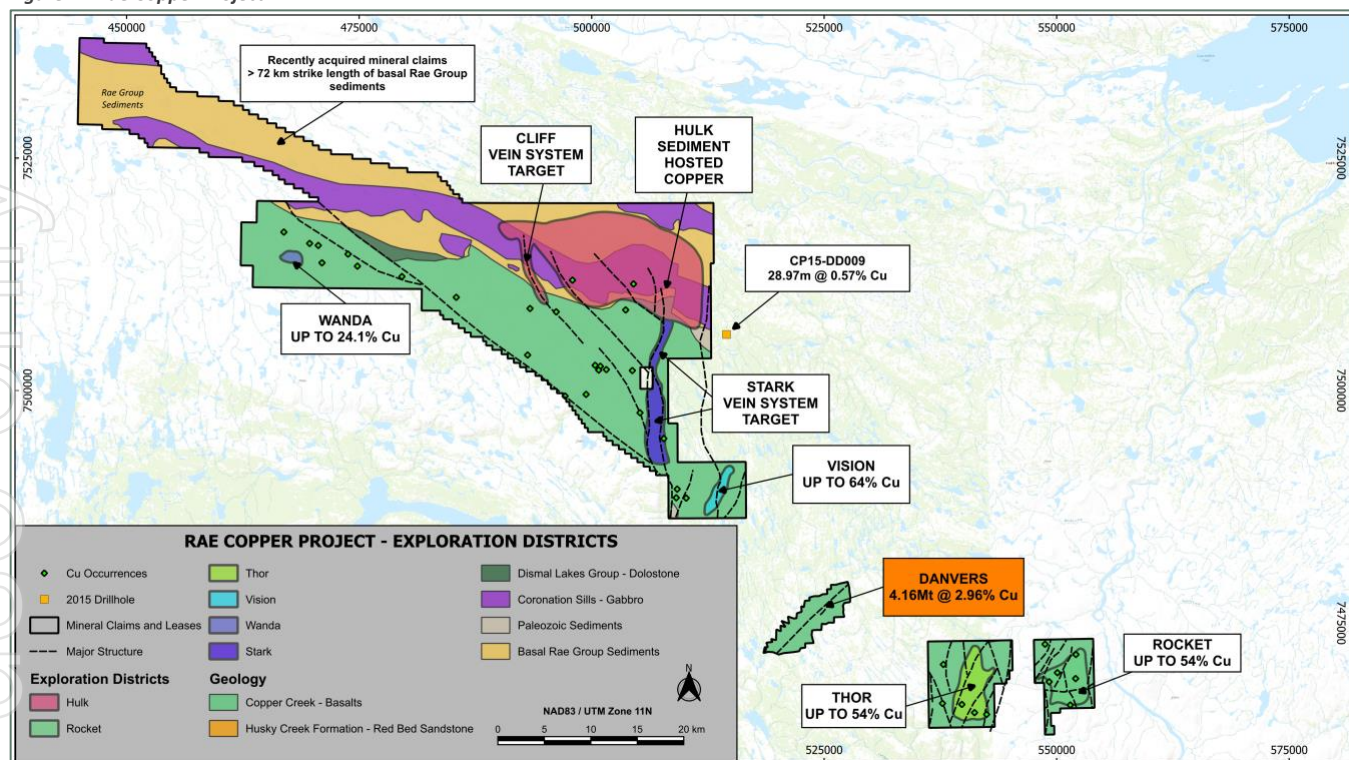 450000
475000
500000
525000
550000
575000
Recently acquired mineral claims
> 72 km strike length of basal Rae Group
sediments
Rae Group
Sediments
CLIFF
VEIN SYSTEM
TARGET
HULK
SEDIMENT
HOSTED
COPPER
7525000
7525000
CP15-DD009
28.97m @ 0.57% Cu
WANDA
UP TO 24.1% Cu
7500000
7500000
STARK
VEIN SYSTEM
TARGET
VISION
UP TO 64% Cu
RAE COPPER PROJECT - EXPLORATION DISTRICTS
Cu Occurrences
2015 Drillhole
Mineral Claims and Leases
Major Structure
Exploration Districts
Hulk
Rocket
Thor
Vision
Wanda
Stark
Geology
Copper Creek - Basalts
Husky Creek Formation - Red Bed Sandstone
Dismal Lakes Group - Dolostone
Coronation Sills - Gabbro
Paleozoic Sediments
Basal Rae Group Sediments
N
NAD83 / UTM Zone 11N
0 5 10 15 20 km
DANVERS
4.16Mt @ 2.96% Cu
7475000
THOR
UP TO 54% Cu
ROCKET
UP TO 54% Cu
525000
550000
575000